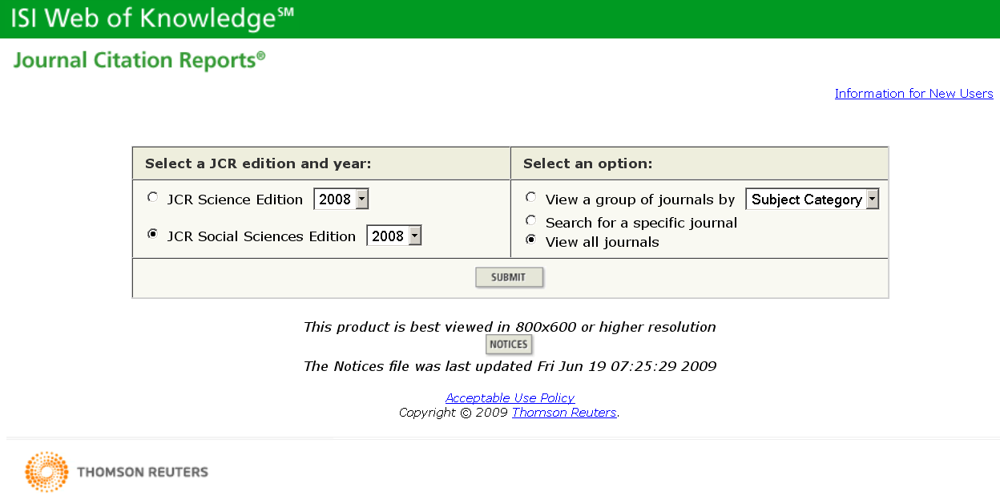 ISI Web of Knowledge℠
Journal Citation Reports®
Information for New Users
Select a JCR edition and year:
Select an option:
JCR Science Edition 2008
JCR Social Sciences Edition 2008
View a group of journals by Subject Category
Search for a specific journal
View all journals
SUBMIT
This product is best viewed in 800x600 or higher resolution
NOTICES
The Notices file was last updated Fri Jun 19 07:25:29 2009
Acceptable Use Policy
Copyright © 2009 Thomson Reuters.
THOMSON REUTERS